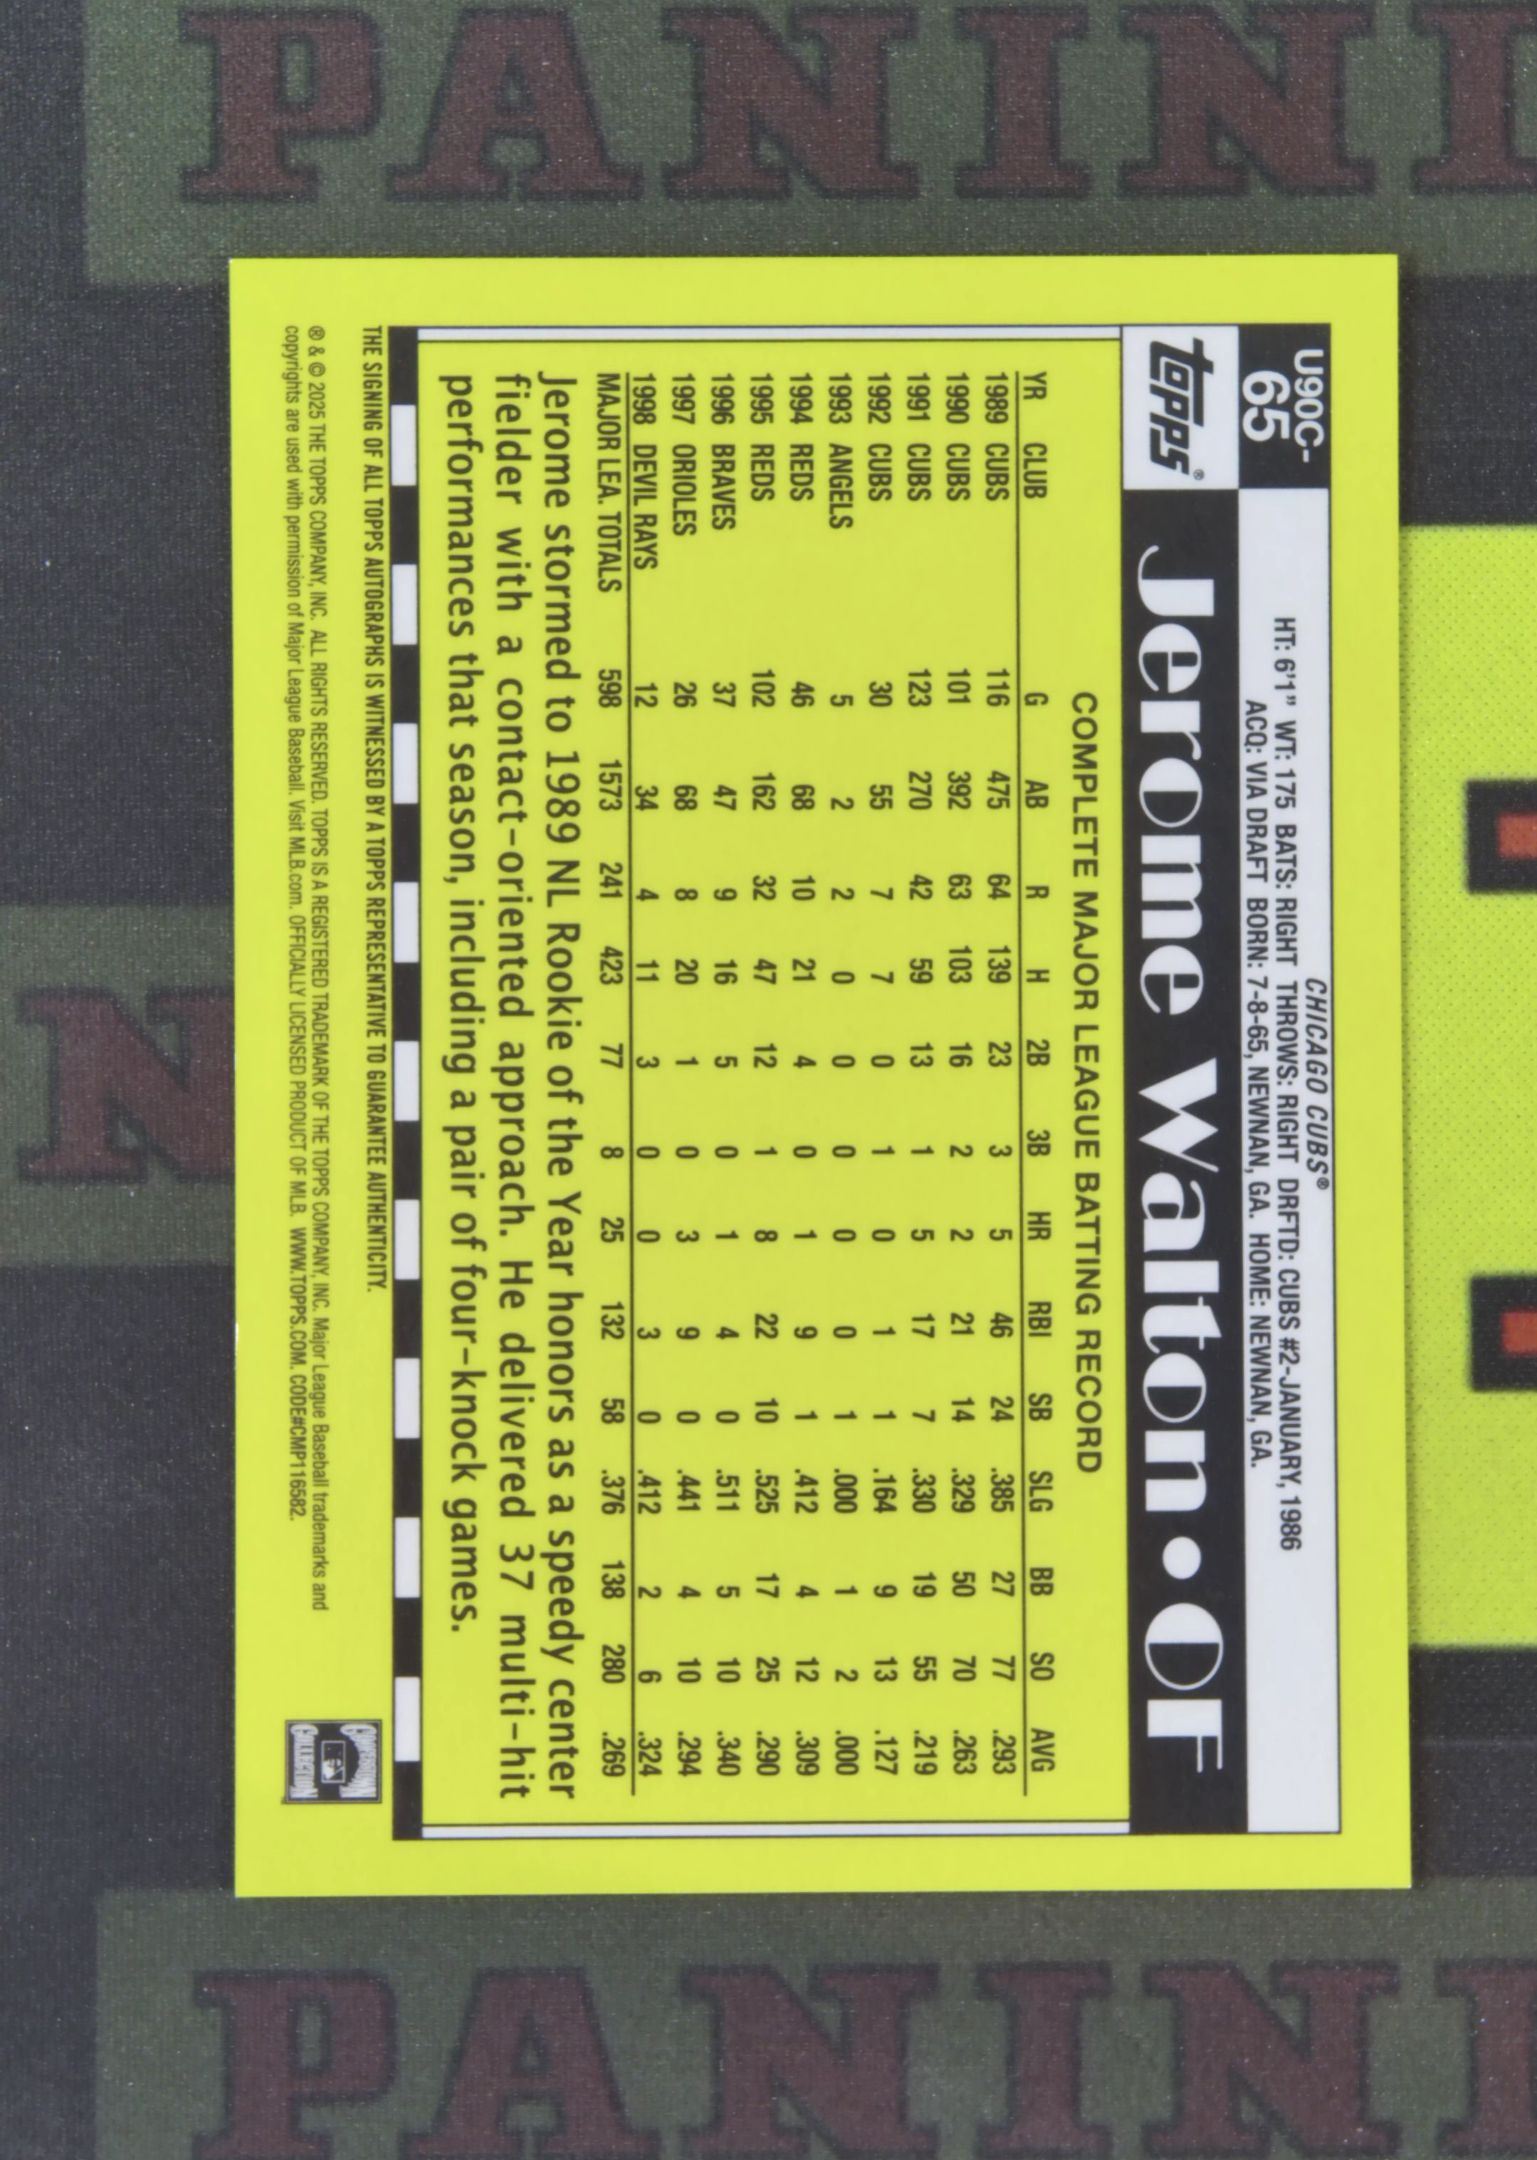 PANINI
U90C-
65
CHICAGO CUBS®
HT: 6'1" WT: 175 BATS: RIGHT THROWS: RIGHT DRFTD: CUBS #2-JANUARY, 1986
ACQ: VIA DRAFT BORN: 7-8-65, NEWNAN, GA. HOME: NEWNAN, GA.
topps® Jerome Walton • OF
COMPLETE MAJOR LEAGUE BATTING RECORD
YR CLUB G AB R H 2B 3B HR RBI SB SLG BB SO AVG
1989 CUBS 116 475 64 139 23 3 5 46 24 .385 27 77 .293
1990 CUBS 101 392 63 103 16 2 2 21 14 .329 50 70 .263
1991 CUBS 123 270 42 59 13 1 5 17 7 .330 19 55 .219
1992 CUBS 30 55 7 7 0 1 0 1 1 .164 9 13 .127
1993 ANGELS 5 2 2 0 0 0 0 0 1 .000 1 2 .000
1994 REDS 46 68 10 21 4 0 1 9 1 .412 4 12 .309
1995 REDS 102 162 32 47 12 1 8 22 10 .525 17 25 .290
1996 BRAVES 37 47 9 16 5 0 1 4 0 .511 5 10 .340
1997 ORIOLES 26 68 8 20 1 0 3 9 0 .441 4 10 .294
1998 DEVIL RAYS 12 34 4 11 3 0 0 3 0 .412 2 6 .324
MAJOR LEA. TOTALS 598 1573 241 423 77 8 25 132 58 .376 138 280 .269
Jerome stormed to 1989 NL Rookie of the Year honors as a speedy center
fielder with a contact-oriented approach. He delivered 37 multi-hit
performances that season, including a pair of four-knock games.
THE SIGNING OF ALL TOPPS AUTOGRAPHS IS WITNESSED BY A TOPPS REPRESENTATIVE TO GUARANTEE AUTHENTICITY.
® & © 2025 THE TOPPS COMPANY, INC. ALL RIGHTS RESERVED. TOPPS IS A REGISTERED TRADEMARK OF THE TOPPS COMPANY, INC. Major League Baseball trademarks and
copyrights are used with permission of Major League Baseball. Visit MLB.com. OFFICIALLY LICENSED PRODUCT OF MLB. WWW.TOPPS.COM. CODE#CMP116582.
COOPERSTOWN
COLLECTION
N
PANINI